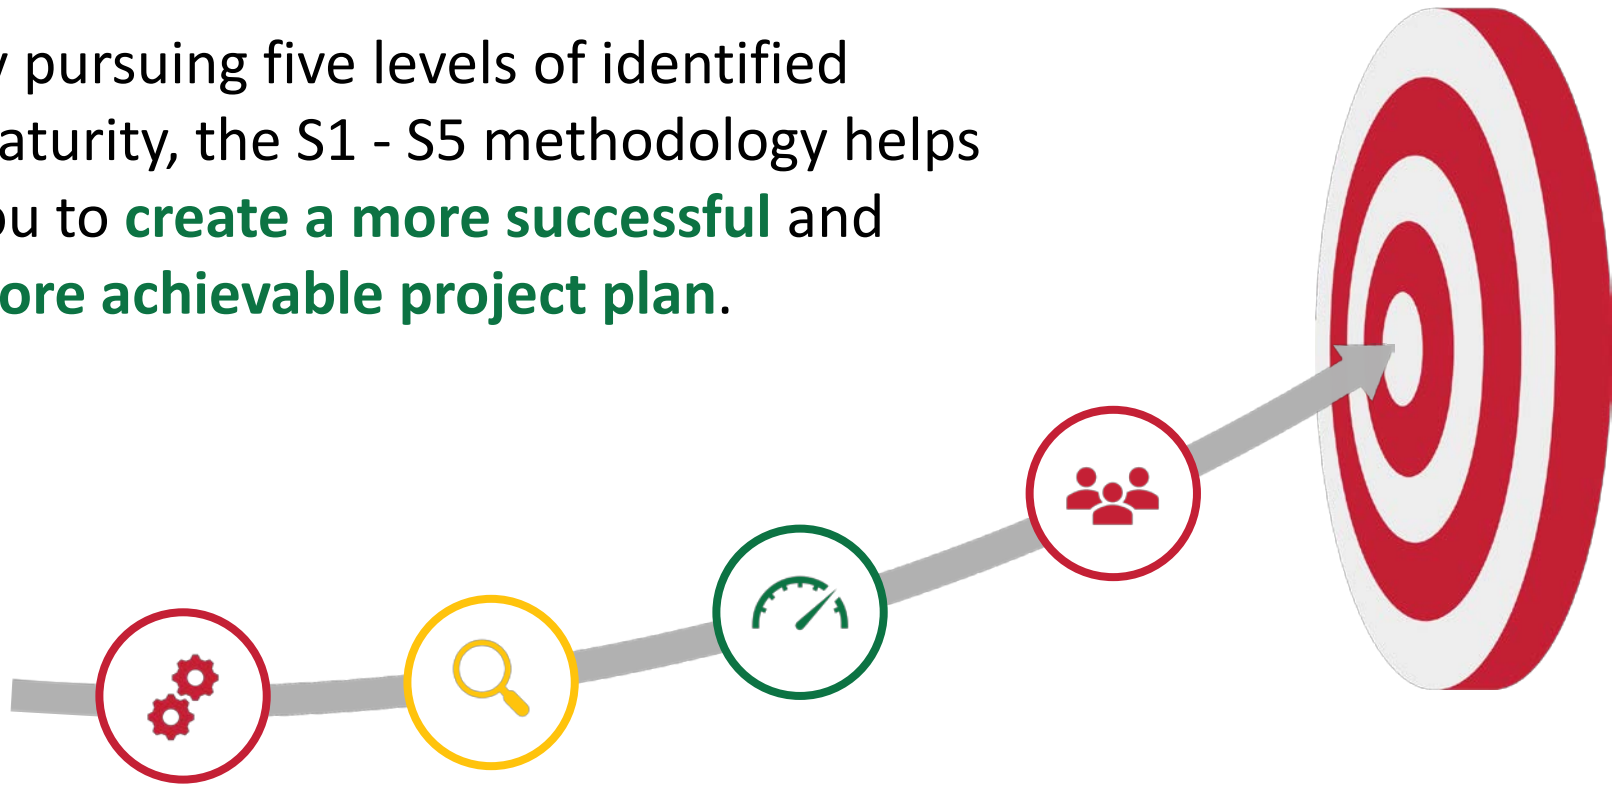 pursuing five levels of identified
aturity, the S1 - S5 methodology helps
ou to create a more successful and
ore achievable project plan.